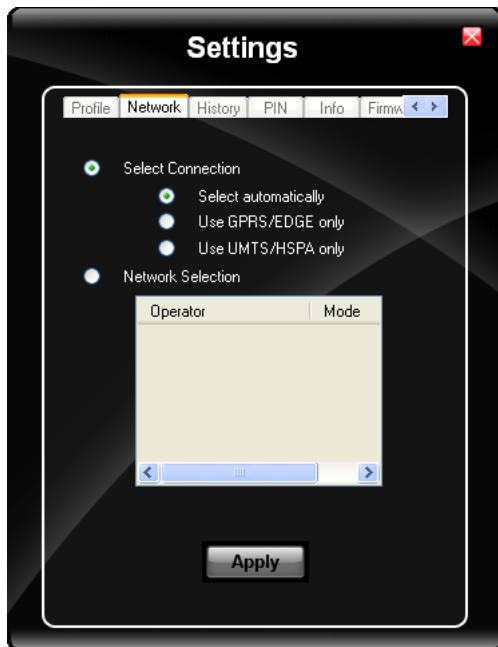 Settings
Profile Network History PIN Info Firmw
Select Connection
Select automatically
Use GPRS/EDGE only
Use UMTS/HSPA only
Network Selection
Operator Mode
Apply